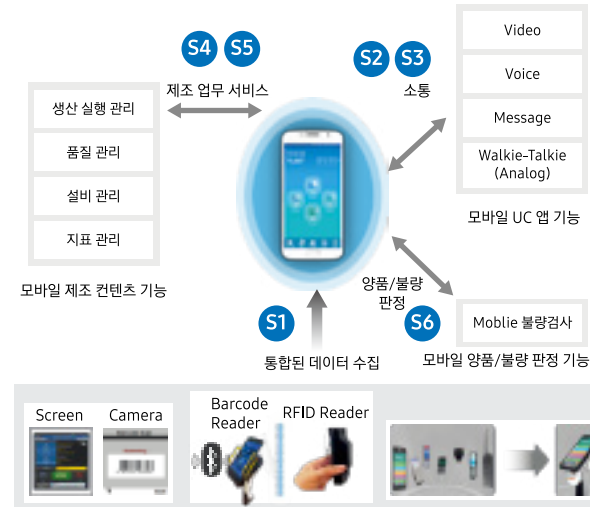 S4 S5
제조 업무 서비스
S2 S3
소통
Video
Voice
Message
Walkie-Talkie
(Analog)
모바일 UC 앱 기능
생산 실행 관리
품질 관리
설비 관리
지표 관리
모바일 제조 컨텐츠 기능
S1
통합된 데이터 수집
양품/불량
판정
S6
Moblie 불량검사
모바일 양품/불량 판정 기능
Screen
Camera
Barcode
Reader
RFID Reader